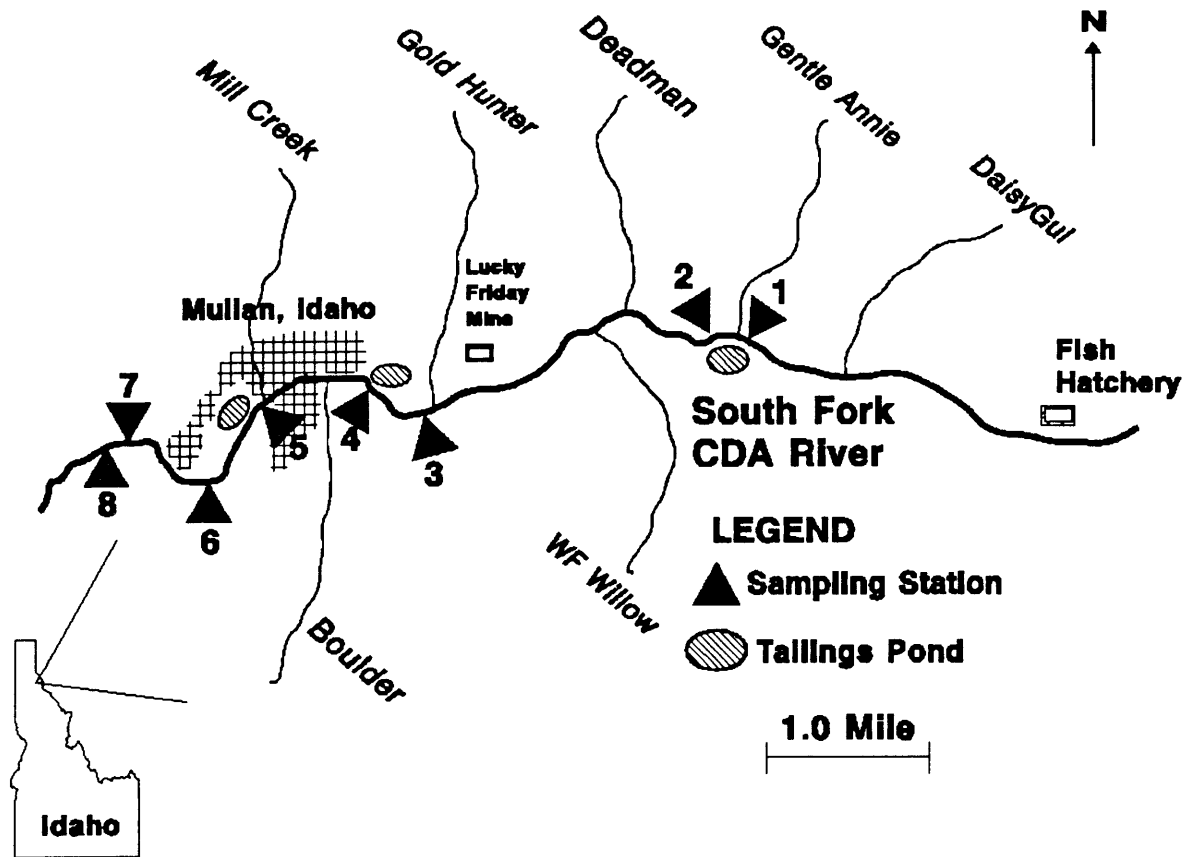 N
Mill Creek
Gold Hunter
Deadman
Gentle Annie
DaisyGul
Lucky
Friday
Mine
2
1
Mullan, Idaho
Fish
Hatchery
7
5
4
3
South Fork
CDA River
8
6
WF Willow
Boulder
LEGEND
Sampling Station
Tailings Pond
1.0 Mile
Idaho